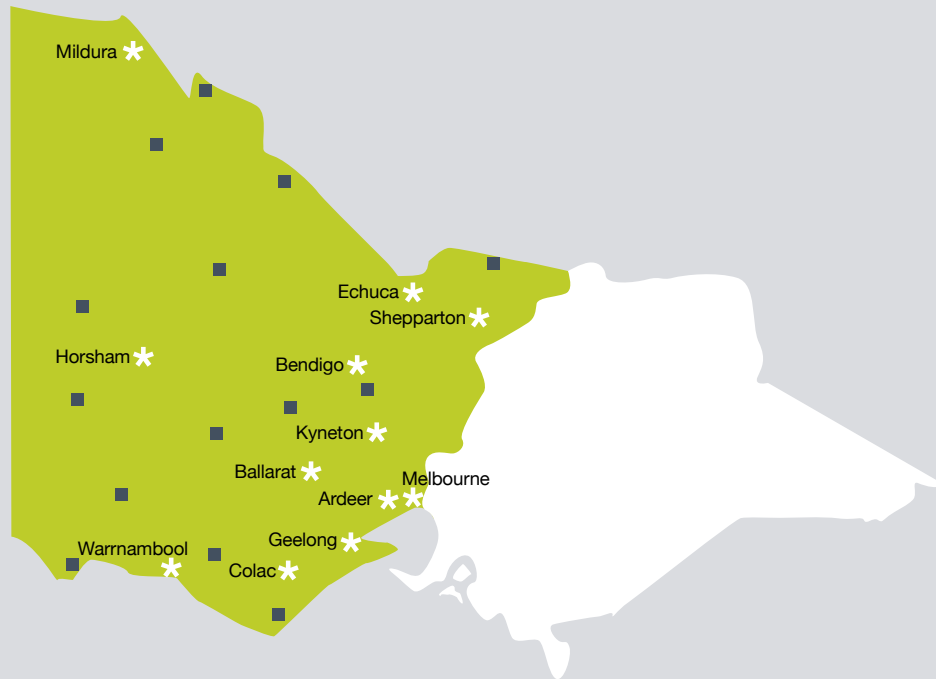 Mildura
Echuca
Shepparton
Horsham
Bendigo
Kyneton
Ballarat
Melbourne
Ardeer
Geelong
Warrnambool
Colac